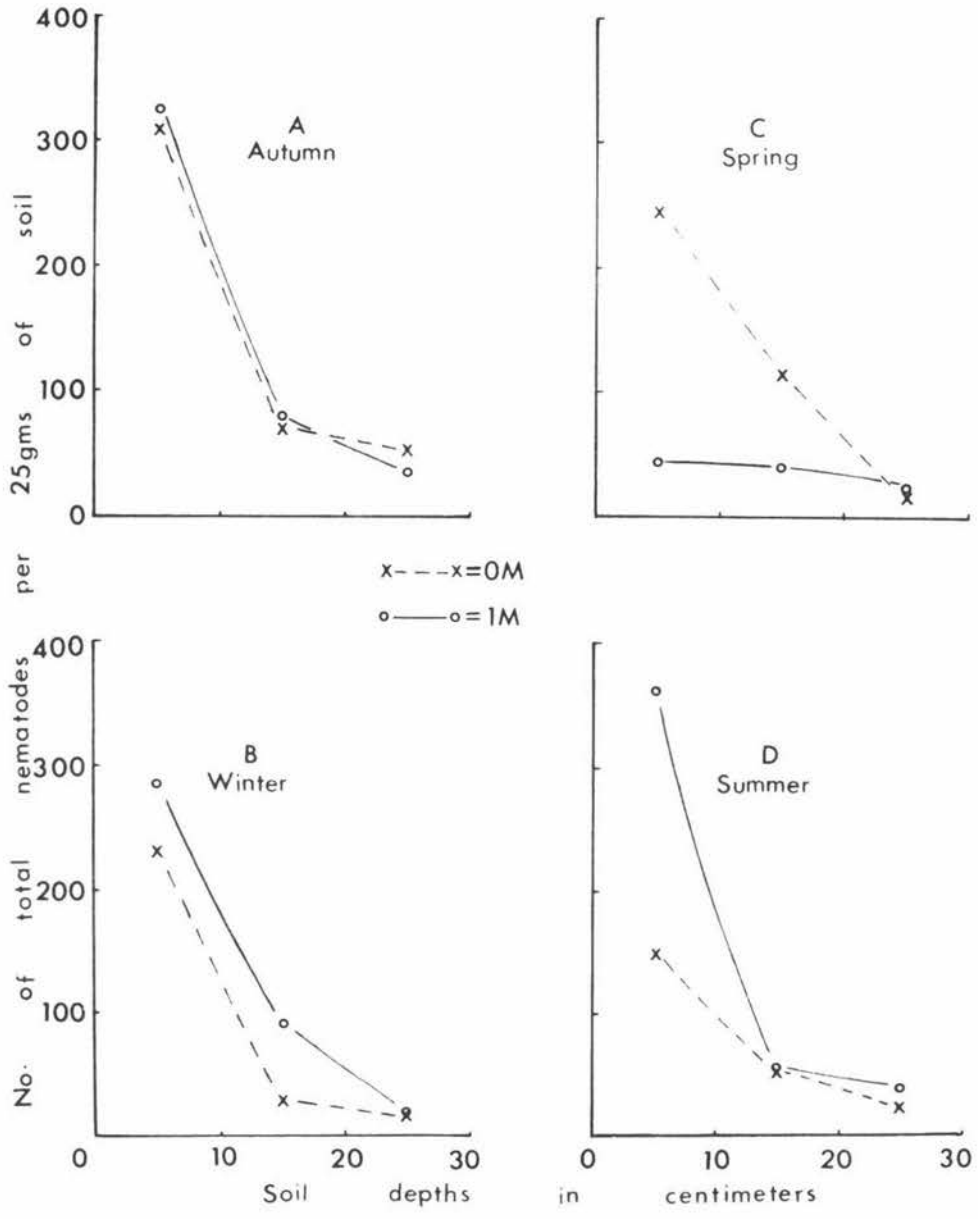 400
300
200
100
0
A
Autumn
C
Spring
x----x=0M
o——o=1M
400
300
200
100
B
Winter
D
Summer
0 10 20 30
0 10 20 30
Soil depths in centimeters
No. of total nematodes per 25gms of soil